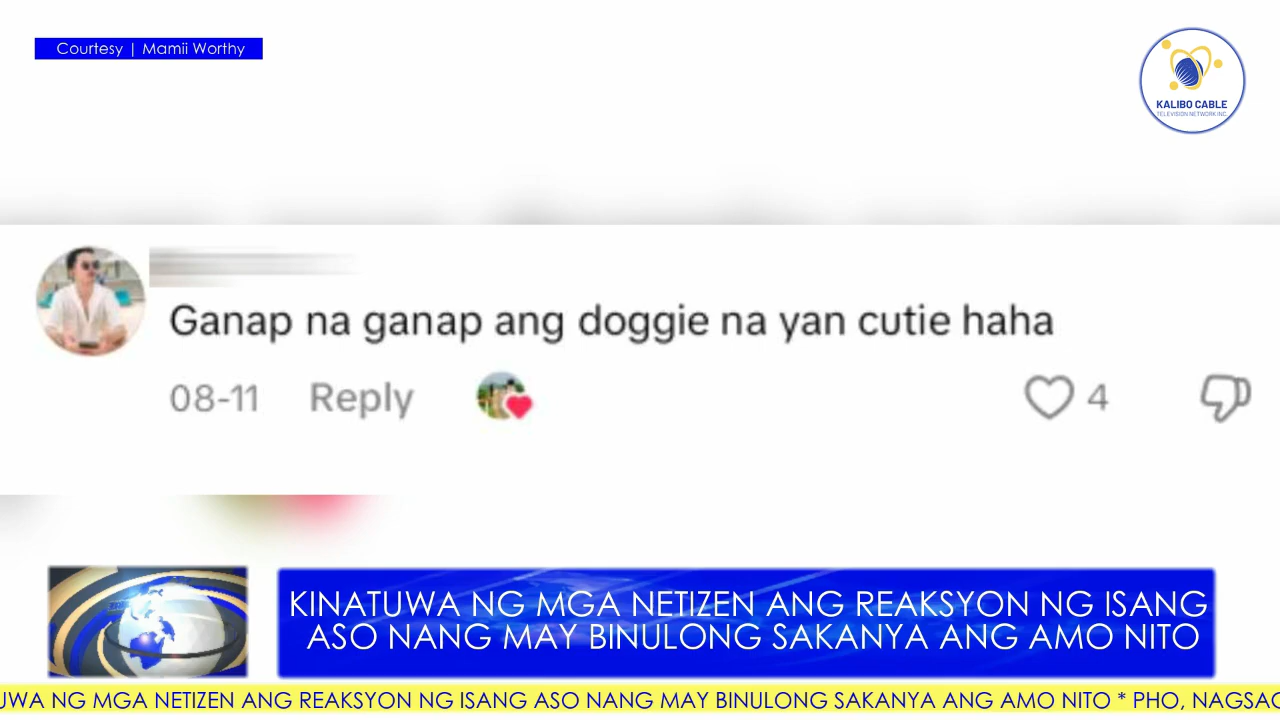 Courtesy | Mamii Worthy
KALIBO CABLE
TELEVISION NETWORK INC.
Ganap na ganap ang doggie na yan cutie haha
08-11 Reply 4
KINATUWA NG MGA NETIZEN ANG REAKSYON NG ISANG
ASO NANG MAY BINULONG SAKANYA ANG AMO NITO
UWA NG MGA NETIZEN ANG REAKSYON NG ISANG ASO NANG MAY BINULONG SAKANYA ANG AMO NITO * PHO, NAGSAG